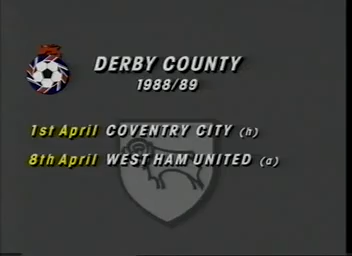 DERBY COUNTY
1988/89
1st April COVENTRY CITY (h)
8th April WEST HAM UNITED (a)